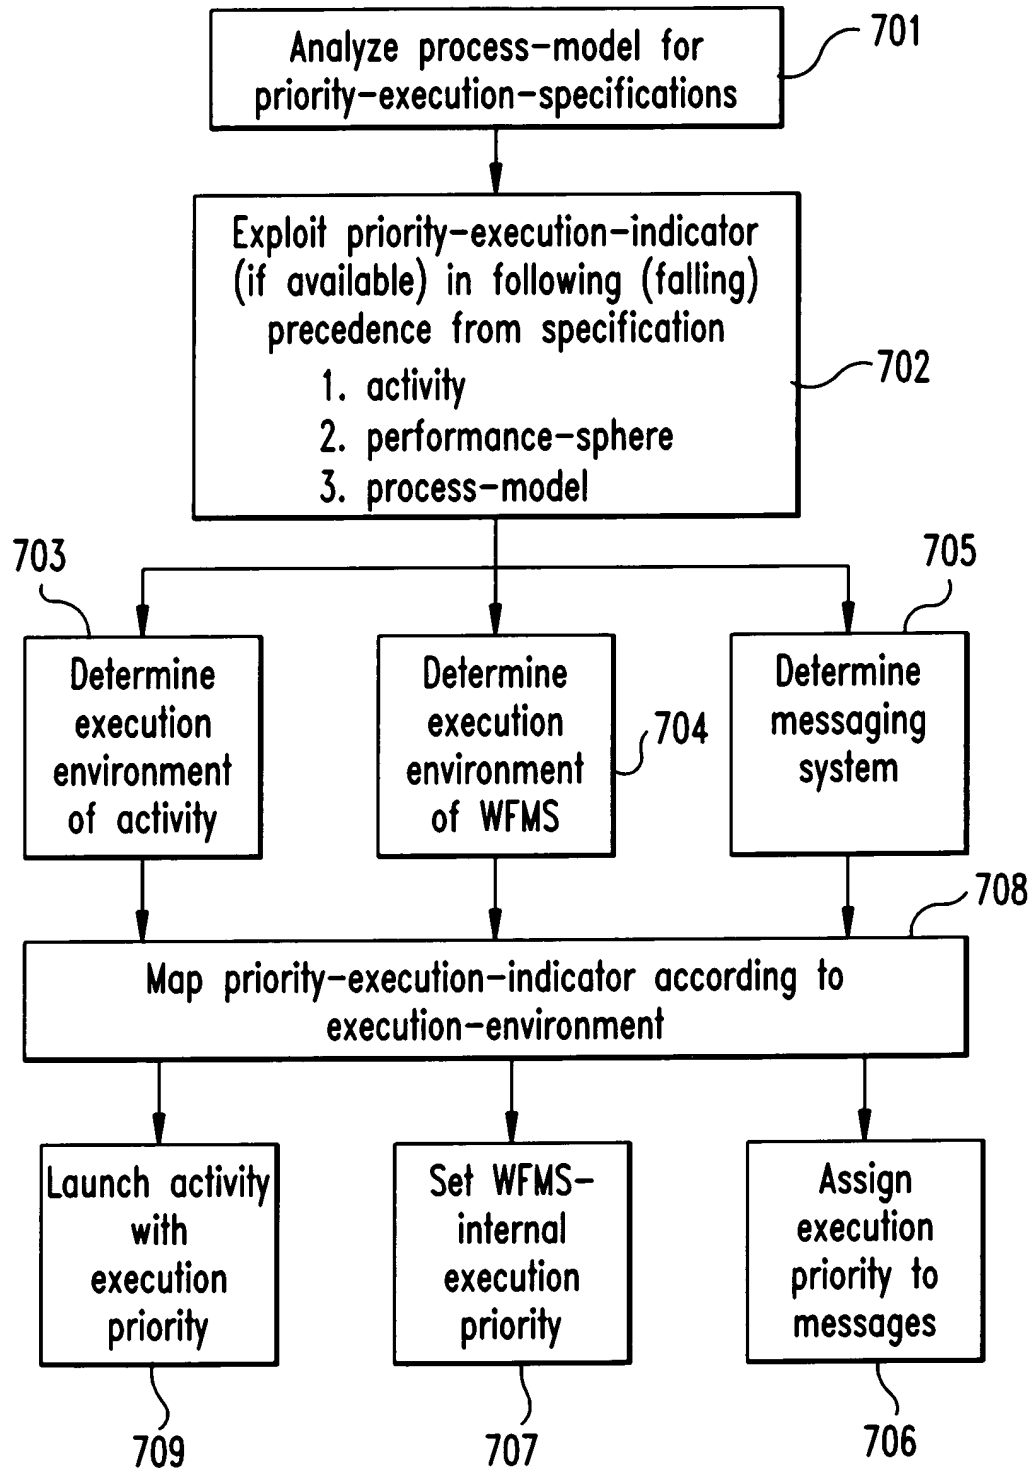 Analyze process-model for
priority-execution-specifications
701
Exploit priority-execution-indicator
(if available) in following (falling)
precedence from specification
1. activity
2. performance-sphere
3. process-model
702
703
Determine
execution
environment
of activity
Determine
execution
environment
of WFMS
704
705
Determine
messaging
system
708
Map priority-execution-indicator according to
execution-environment
Launch activity
with
execution
priority
709
Set WFMS-
internal
execution
priority
707
Assign
execution
priority to
messages
706